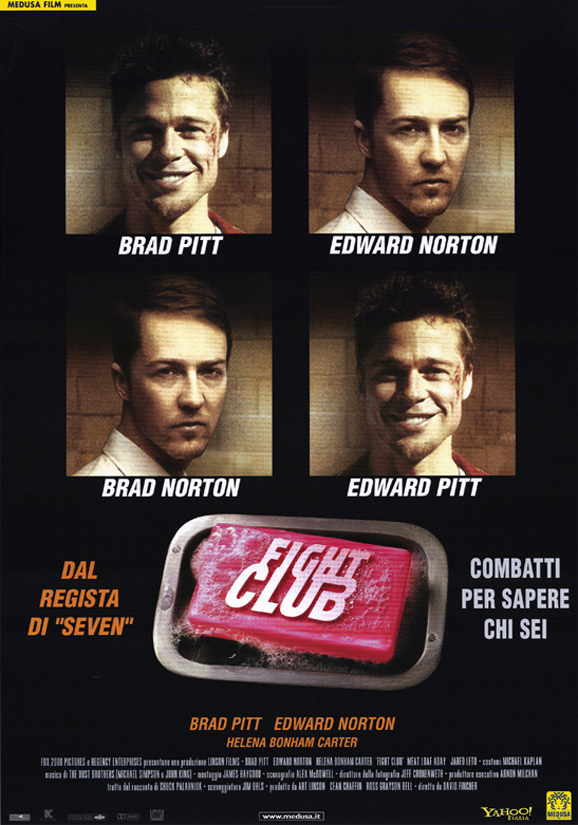 MEDUSA FILM PRESENTA
BRAD PITT
EDWARD NORTON
BRAD NORTON
EDWARD PITT
FIGHT
CLUB
DAL
REGISTA
DI "SEVEN"
COMBATTI
PER SAPERE
CHI SEI
BRAD PITT EDWARD NORTON
HELENA BONHAM CARTER
FOX 2000 PICTURES e REGENCY ENTERPRISES presentano una produzione LINSON FILMS · BRAD PITT EDWARD NORTON HELENA BONHAM CARTER "FIGHT CLUB" MEAT LOAF ADAY JARED LETO · costumi MICHAEL KAPLAN
musica di THE DUST BROTHERS [MICHAEL SIMPSON e JOHN KING] · montaggio JAMES HAYGOOD · scenografia ALEX McDOWELL · direttore della fotografia JEFF CRONENWETH · produttore esecutivo ARNON MILCHAN
tratto dal racconto di CHUCK PALAHNIUK · sceneggiatore JIM UHLS · prodotto da ART LINSON CEAN CHAFFIN ROSS GRAYSON BELL · diretto da DAVID FINCHER
www.medusa.it
YAHOO!
ITALIA
MEDUSA